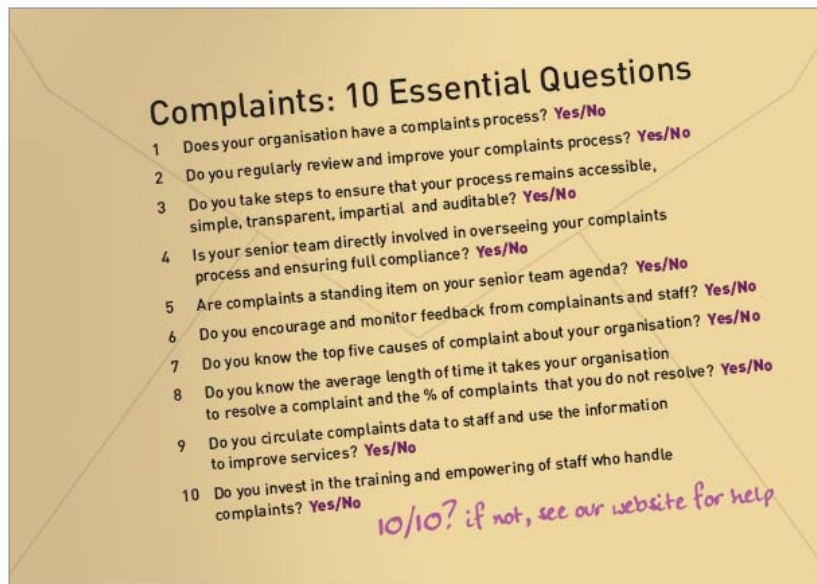 Complaints: 10 Essential Questions
1 Does your organisation have a complaints process? Yes/No
2 Do you regularly review and improve your complaints process? Yes/No
3 Do you take steps to ensure that your process remains accessible,
simple, transparent, impartial and auditable? Yes/No
4 Is your senior team directly involved in overseeing your complaints
process and ensuring full compliance? Yes/No
5 Are complaints a standing item on your senior team agenda? Yes/No
6 Do you encourage and monitor feedback from complainants and staff? Yes/No
7 Do you know the top five causes of complaint about your organisation? Yes/No
8 Do you know the average length of time it takes your organisation
to resolve a complaint and the % of complaints that you do not resolve? Yes/No
9 Do you circulate complaints data to staff and use the information
to improve services? Yes/No
10 Do you invest in the training and empowering of staff who handle
complaints? Yes/No
10/10? if not, see our website for help